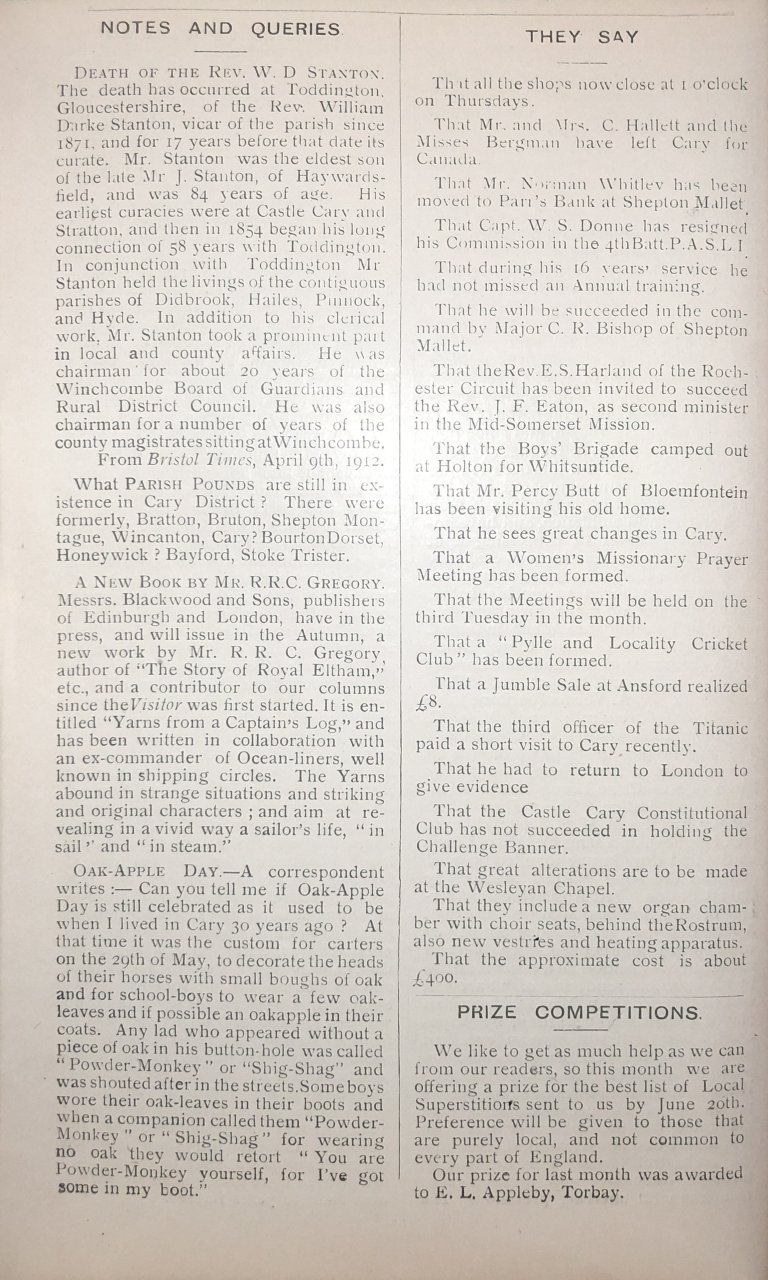 NOTES AND QUERIES
DEATH OF THE REV. W. D STANTON.
The death has occurred at Toddington,
Gloucestershire, of the Rev. William
Darke Stanton, vicar of the parish since
1871, and for 17 years before that date its
curate. Mr. Stanton was the eldest son
of the late Mr J. Stanton, of Haywards-
field, and was 84 years of age. His
earliest curacies were at Castle Cary and
Stratton, and then in 1854 began his long
connection of 58 years with Toddington.
In conjunction with Toddington Mr
Stanton held the livings of the contiguous
parishes of Didbrook, Hailes, Pinnock,
and Hyde. In addition to his clerical
work, Mr. Stanton took a prominent part
in local and county affairs. He was
chairman for about 20 years of the
Winchcombe Board of Guardians and
Rural District Council. He was also
chairman for a number of years of the
county magistrates sitting at Winchcombe.
From Bristol Times, April 9th, 1912.
What PARISH POUNDS are still in ex-
istence in Cary District ? There were
formerly, Bratton, Bruton, Shepton Mon-
tague, Wincanton, Cary? Bourton Dorset,
Honeywick ? Bayford, Stoke Trister.
A NEW BOOK BY MR. R.R.C. GREGORY.
Messrs. Blackwood and Sons, publishers
of Edinburgh and London, have in the
press, and will issue in the Autumn, a
new work by Mr. R. R. C. Gregory,
author of "The Story of Royal Eltham,"
etc., and a contributor to our columns
since the Visitor was first started. It is en-
titled "Yarns from a Captain's Log," and
has been written in collaboration with
an ex-commander of Ocean-liners, well
known in shipping circles. The Yarns
abound in strange situations and striking
and original characters ; and aim at re-
vealing in a vivid way a sailor's life, " in
sail " and " in steam."
OAK-APPLE DAY.—A correspondent
writes :— Can you tell me if Oak-Apple
Day is still celebrated as it used to be
when I lived in Cary 30 years ago ? At
that time it was the custom for carters
on the 29th of May, to decorate the heads
of their horses with small boughs of oak
and for school-boys to wear a few oak-
leaves and if possible an oakapple in their
coats. Any lad who appeared without a
piece of oak in his button-hole was called
" Powder-Monkey " or "Shig-Shag" and
was shouted after in the streets. Some boys
wore their oak-leaves in their boots and
when a companion called them "Powder-
Monkey " or " Shig-Shag " for wearing
no oak they would retort " You are
Powder-Monkey yourself, for I've got
some in my boot."
THEY SAY
That all the shops now close at 1 o'clock
on Thursdays.
That Mr. and Mrs. C. Hallett and the
Misses Bergman have left Cary for
Canada.
That Mr. Norman Whitley has been
moved to Parr's Bank at Shepton Mallet
That Capt. W. S. Donne has resigned
his Commission in the 4th Batt. P.A.S.L.I.
That during his 16 years' service he
had not missed an Annual training.
That he will be succeeded in the com-
mand by Major C. R. Bishop of Shepton
Mallet.
That the Rev. E.S. Harland of the Roch-
ester Circuit has been invited to succeed
the Rev. J. F. Eaton, as second minister
in the Mid-Somerset Mission.
That the Boys' Brigade camped out
at Holton for Whitsuntide.
That Mr. Percy Butt of Bloemfontein
has been visiting his old home.
That he sees great changes in Cary.
That a Women's Missionary Prayer
Meeting has been formed.
That the Meetings will be held on the
third Tuesday in the month.
That a " Pylle and Locality Cricket
Club " has been formed.
That a Jumble Sale at Ansford realized
£8.
That the third officer of the Titanic
paid a short visit to Cary recently.
That he had to return to London to
give evidence
That the Castle Cary Constitutional
Club has not succeeded in holding the
Challenge Banner.
That great alterations are to be made
at the Wesleyan Chapel.
That they include a new organ cham-
ber with choir seats, behind the Rostrum,
also new vestries and heating apparatus.
That the approximate cost is about
£400.
PRIZE COMPETITIONS.
We like to get as much help as we can
from our readers, so this month we are
offering a prize for the best list of Local
Superstitions sent to us by June 20th.
Preference will be given to those that
are purely local, and not common to
every part of England.
Our prize for last month was awarded
to E. L. Appleby, Torbay.